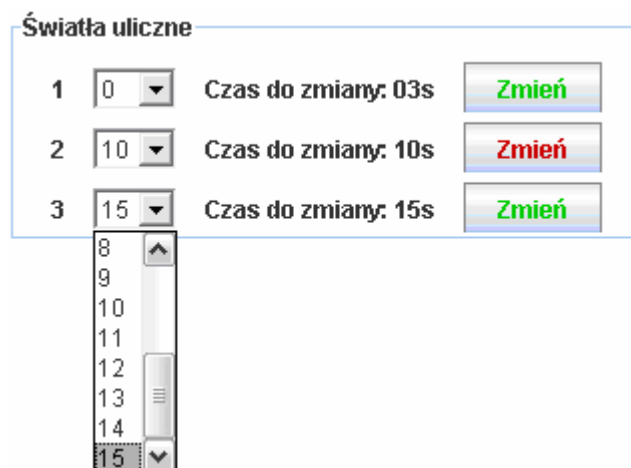 Światła uliczne
1 0 Czas do zmiany: 03s Zmień
2 10 Czas do zmiany: 10s Zmień
3 15 Czas do zmiany: 15s Zmień
8
9
10
11
12
13
14
15